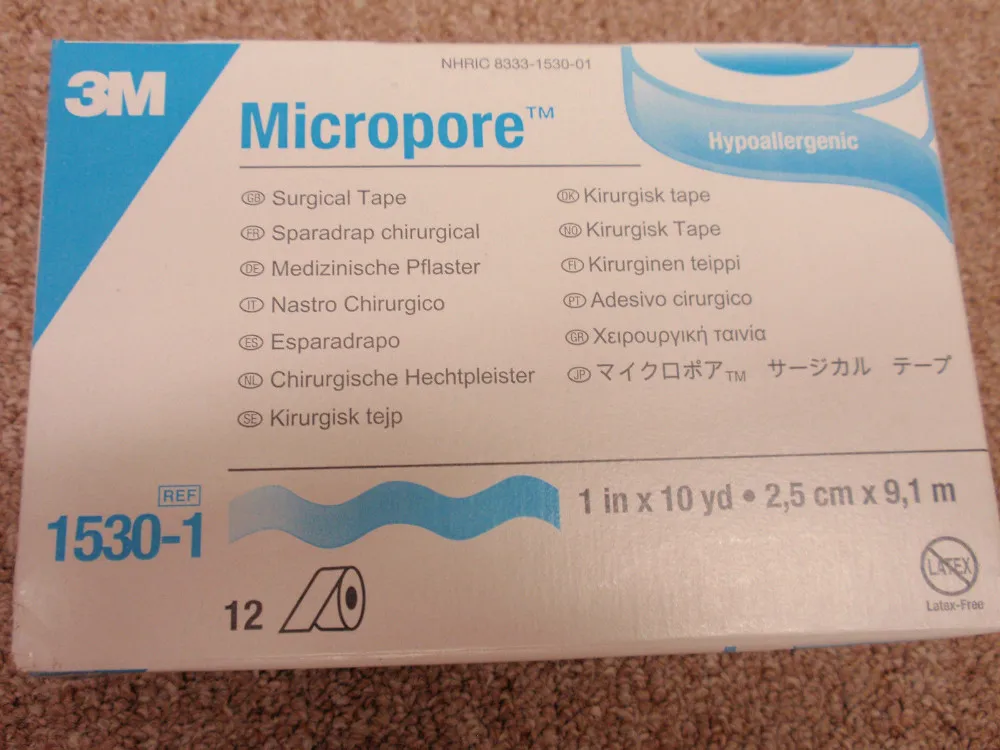 3M
NHRIC 8333-1530-01
Micropore™
Hypoallergenic
GB Surgical Tape
FR Sparadrap chirurgical
DE Medizinische Pflaster
IT Nastro Chirurgico
ES Esparadrapo
NL Chirurgische Hechtpleister
SE Kirurgisk tejp
DK Kirurgisk tape
NO Kirurgisk Tape
FI Kirurginen teippi
PT Adesivo cirurgico
GR Χειρουργική ταινία
JP マイクロポア™ サージカル テープ
REF
1530-1
1 in x 10 yd • 2,5 cm x 9,1 m
12
LATEX
Latex-Free